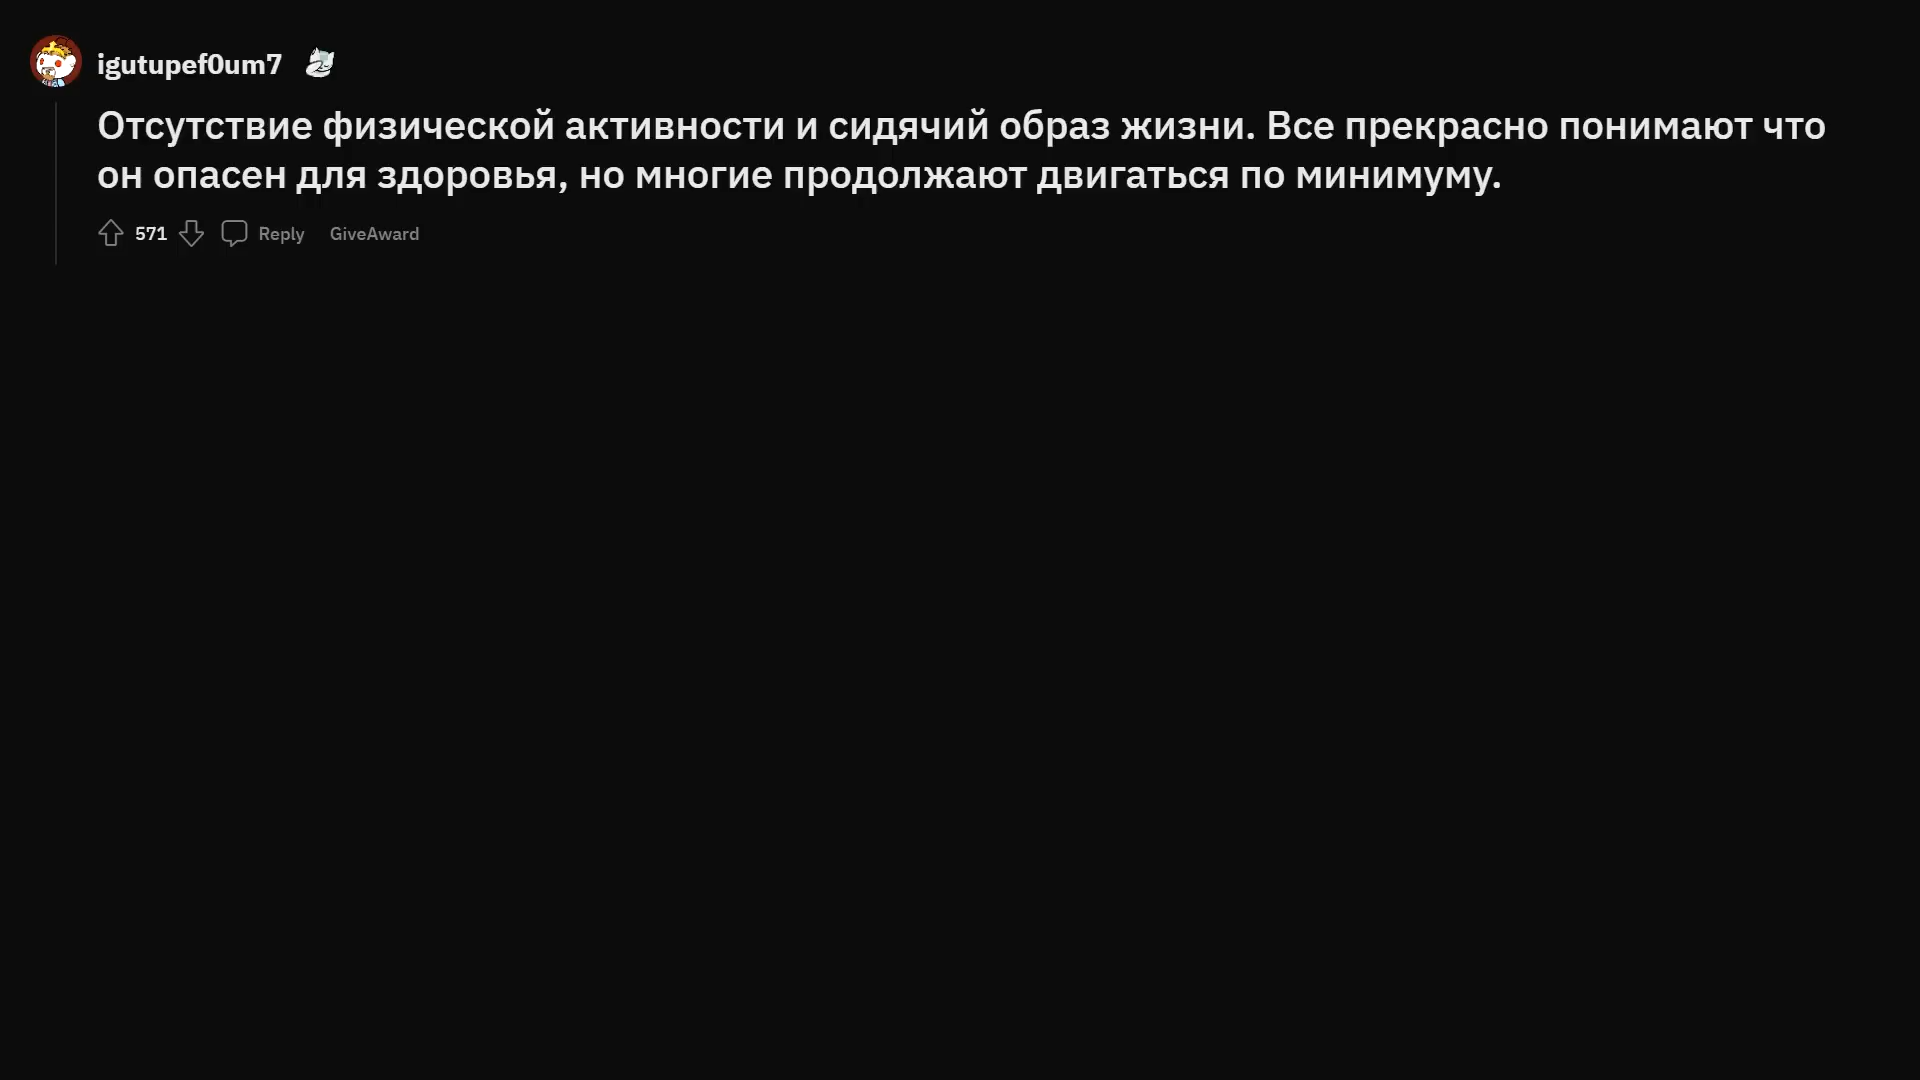 igutupef0um7
Отсутствие физической активности и сидячий образ жизни. Все прекрасно понимают что
он опасен для здоровья, но многие продолжают двигаться по минимуму.
571 Reply GiveAward